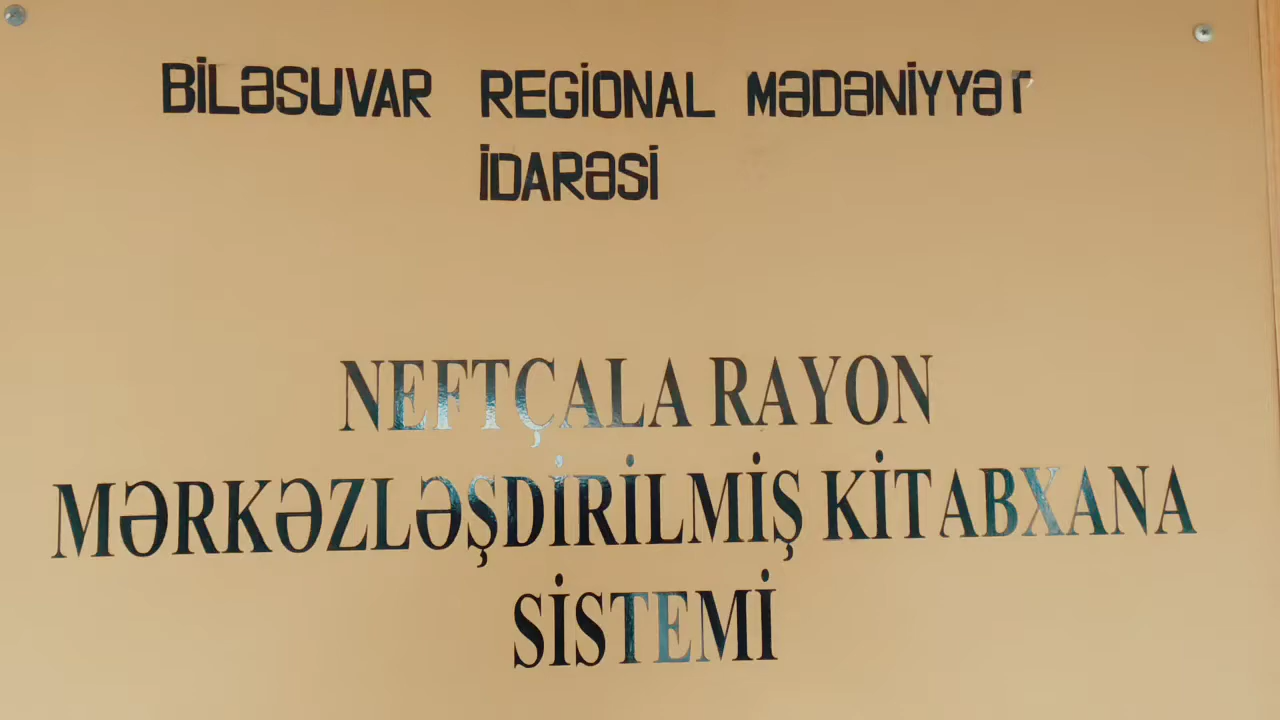 BİLƏSUVAR REGİONAL MƏDƏNİYYƏT
İDARƏSİ
NEFTÇALA RAYON
MƏRKƏZLƏŞDİRİLMİŞ KİTABXANA
SİSTEMİ